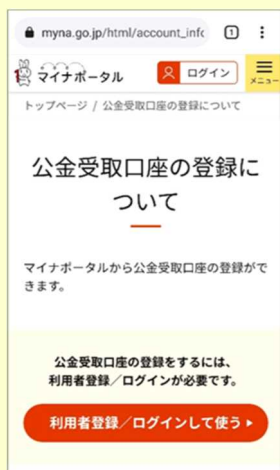 myna.go.jp/html/account_infc
1
マイナポータル
ログイン
メニュー
トップページ / 公金受取口座の登録について
公金受取口座の登録に
ついて
マイナポータルから公金受取口座の登録がで
きます。
公金受取口座の登録をするには、
利用者登録／ログインが必要です。
利用者登録／ログインして使う